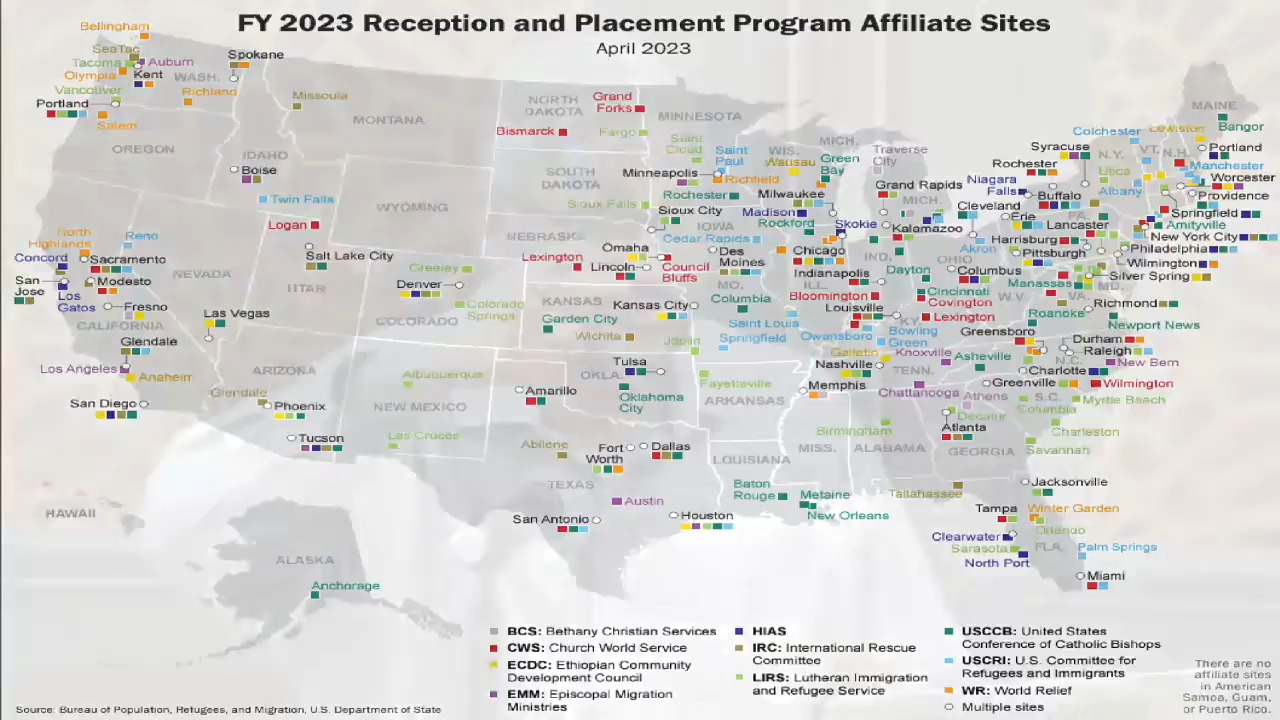 FY 2023 Reception and Placement Program Affiliate Sites
April 2023
Bellingham
SeaTac
Tacoma
Auburn
Olympia
Kent
WASH.
Spokane
Vancouver
Richland
Portland
Salem
OREGON
Missoula
MONTANA
IDAHO
Boise
Twin Falls
NORTH
DAKOTA
Grand
Forks
Bismarck
Fargo
MINNESOTA
Saint
Cloud
Saint
Paul
Minneapolis
Richfield
Rochester
SOUTH
DAKOTA
Sioux Falls
Sioux City
WYOMING
Logan
Salt Lake City
UTAH
North
Highlands
Reno
Concord
Sacramento
San
Jose
Modesto
Los
Gatos
Fresno
NEVADA
CALIFORNIA
Glendale
Las Vegas
Los Angeles
Anaheim
San Diego
ARIZONA
Glendale
Phoenix
Tucson
Greeley
Denver
Colorado
Springs
COLORADO
NEBRASKA
Lexington
Omaha
Lincoln
Council
Bluffs
IOWA
Cedar Rapids
Des
Moines
KANSAS
Kansas City
Garden City
Wichita
MO.
Columbia
Saint Louis
Springfield
Joplin
Albuquerque
NEW MEXICO
Las Cruces
Amarillo
OKLA.
Tulsa
Oklahoma
City
Fayetteville
ARKANSAS
Abilene
Fort
Worth
Dallas
TEXAS
Austin
San Antonio
Houston
LOUISIANA
Baton
Rouge
Metairie
New Orleans
MISS.
ALABAMA
Birmingham
WIS.
Wausau
Green
Bay
Milwaukee
Madison
Rockford
MICH.
Traverse
City
Grand Rapids
MICH.
Skokie
Kalamazoo
Chicago
ILL.
IND.
Indianapolis
Bloomington
Louisville
OHIO
Dayton
Cincinnati
Covington
Lexington
KY.
Owensboro
Bowling
Green
Cleveland
Akron
Columbus
Gallatin
Knoxville
Nashville
TENN.
Memphis
Chattanooga
Asheville
Athens
Decatur
Atlanta
GEORGIA
S.C.
Columbia
Myrtle Beach
Charleston
Savannah
Tallahassee
Jacksonville
Tampa
Winter Garden
Orlando
Clearwater
Sarasota
FLA.
Palm Springs
North Port
Miami
MAINE
Bangor
Colchester
Lewiston
Syracuse
N.Y.
VT.
N.H.
Portland
Rochester
Utica
Manchester
Niagara
Falls
Buffalo
Albany
Worcester
Providence
Erie
PA.
Lancaster
Springfield
Amityville
Harrisburg
New York City
Pittsburgh
Philadelphia
Wilmington
Manassas
MD.
Silver Spring
W.V.
VA.
Richmond
Roanoke
Newport News
Greensboro
Durham
Raleigh
N.C.
New Bern
Charlotte
Greenville
Wilmington
HAWAII
ALASKA
Anchorage
BCS: Bethany Christian Services
CWS: Church World Service
ECDC: Ethiopian Community
Development Council
EMM: Episcopal Migration
Ministries
HIAS
IRC: International Rescue
Committee
LIRS: Lutheran Immigration
and Refugee Service
USCCB: United States
Conference of Catholic Bishops
USCRI: U.S. Committee for
Refugees and Immigrants
WR: World Relief
Multiple sites
There are no
affiliate sites
in American
Samoa, Guam,
or Puerto Rico.
Source: Bureau of Population, Refugees, and Migration, U.S. Department of State